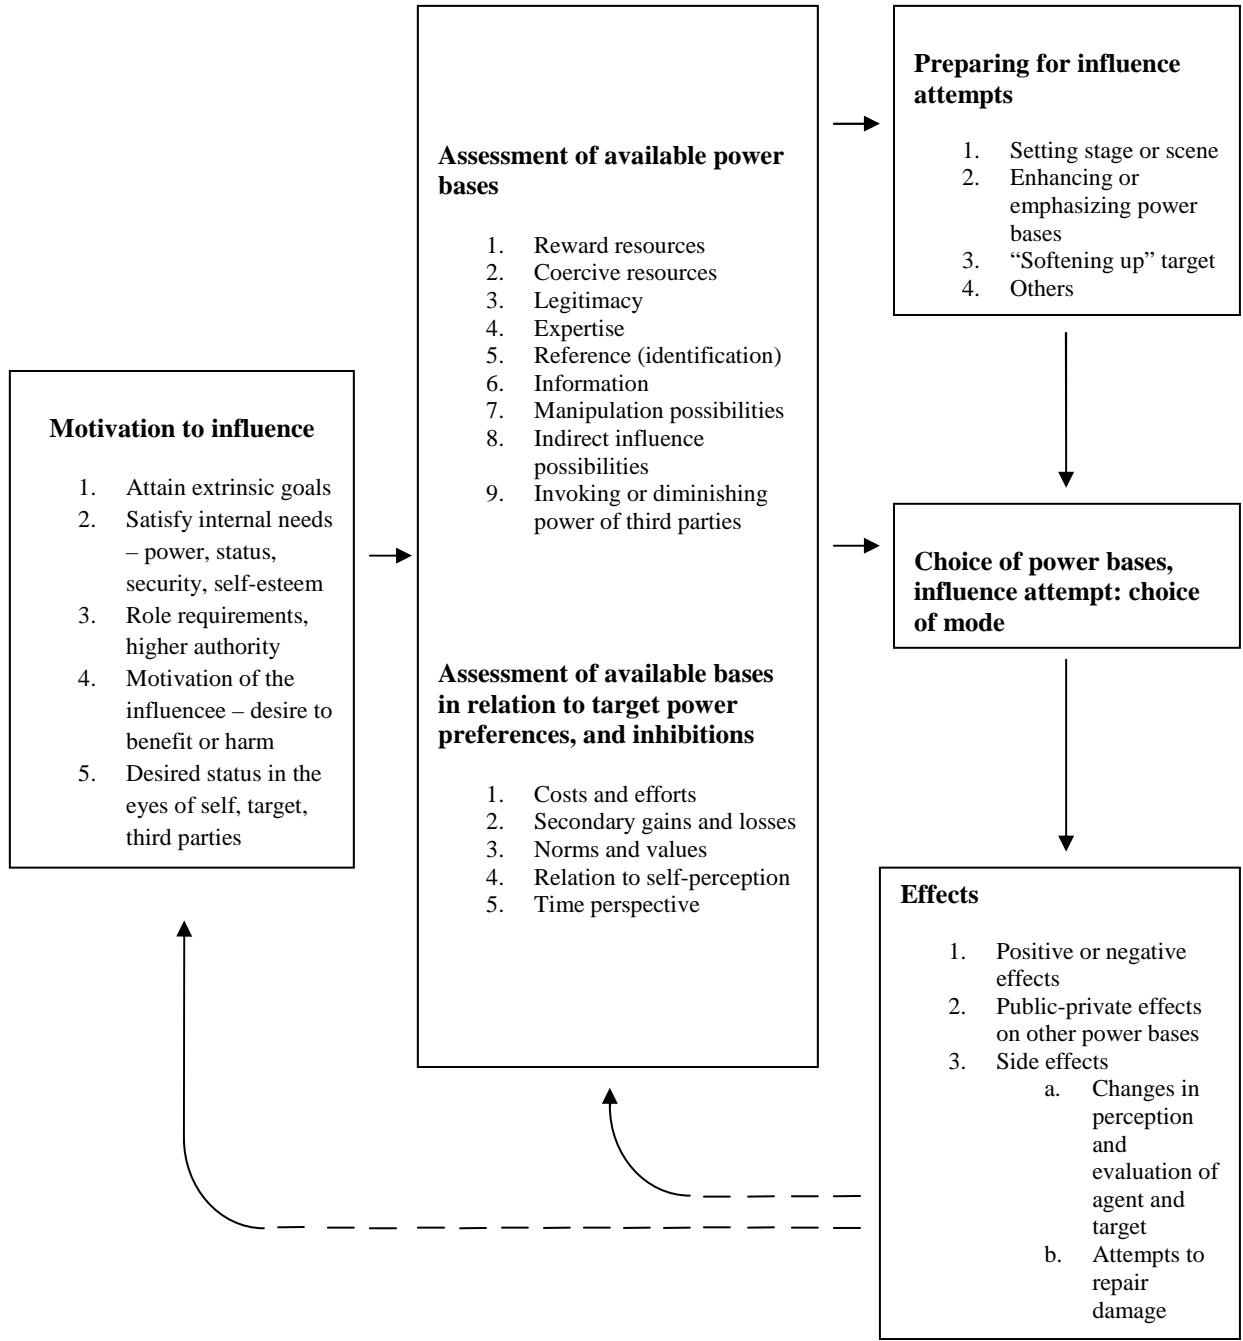 Motivation to influence
1. Attain extrinsic goals
2. Satisfy internal needs
– power, status,
security, self-esteem
3. Role requirements,
higher authority
4. Motivation of the
influencee – desire to
benefit or harm
5. Desired status in the
eyes of self, target,
third parties
Assessment of available power
bases
1. Reward resources
2. Coercive resources
3. Legitimacy
4. Expertise
5. Reference (identification)
6. Information
7. Manipulation possibilities
8. Indirect influence
possibilities
9. Invoking or diminishing
power of third parties
Assessment of available bases
in relation to target power
preferences, and inhibitions
1. Costs and efforts
2. Secondary gains and losses
3. Norms and values
4. Relation to self-perception
5. Time perspective
Preparing for influence
attempts
1. Setting stage or scene
2. Enhancing or
emphasizing power
bases
3. “Softening up” target
4. Others
Choice of power bases,
influence attempt: choice
of mode
Effects
1. Positive or negative
effects
2. Public-private effects
on other power bases
3. Side effects
a. Changes in
perception
and
evaluation of
agent and
target
b. Attempts to
repair
damage